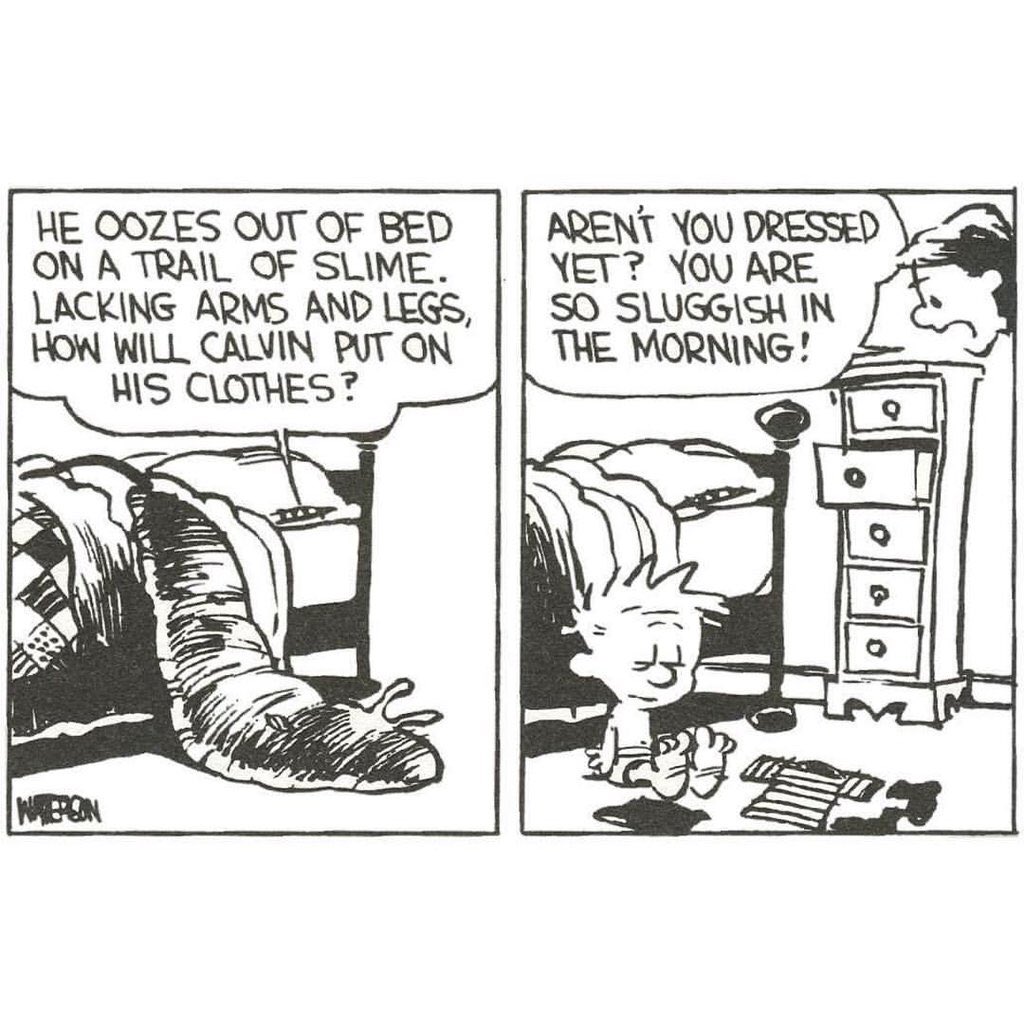 HE OOZES OUT OF BED
ON A TRAIL OF SLIME.
LACKING ARMS AND LEGS,
HOW WILL CALVIN PUT ON
HIS CLOTHES?
WATTERSON
AREN'T YOU DRESSED
YET? YOU ARE
SO SLUGGISH IN
THE MORNING!